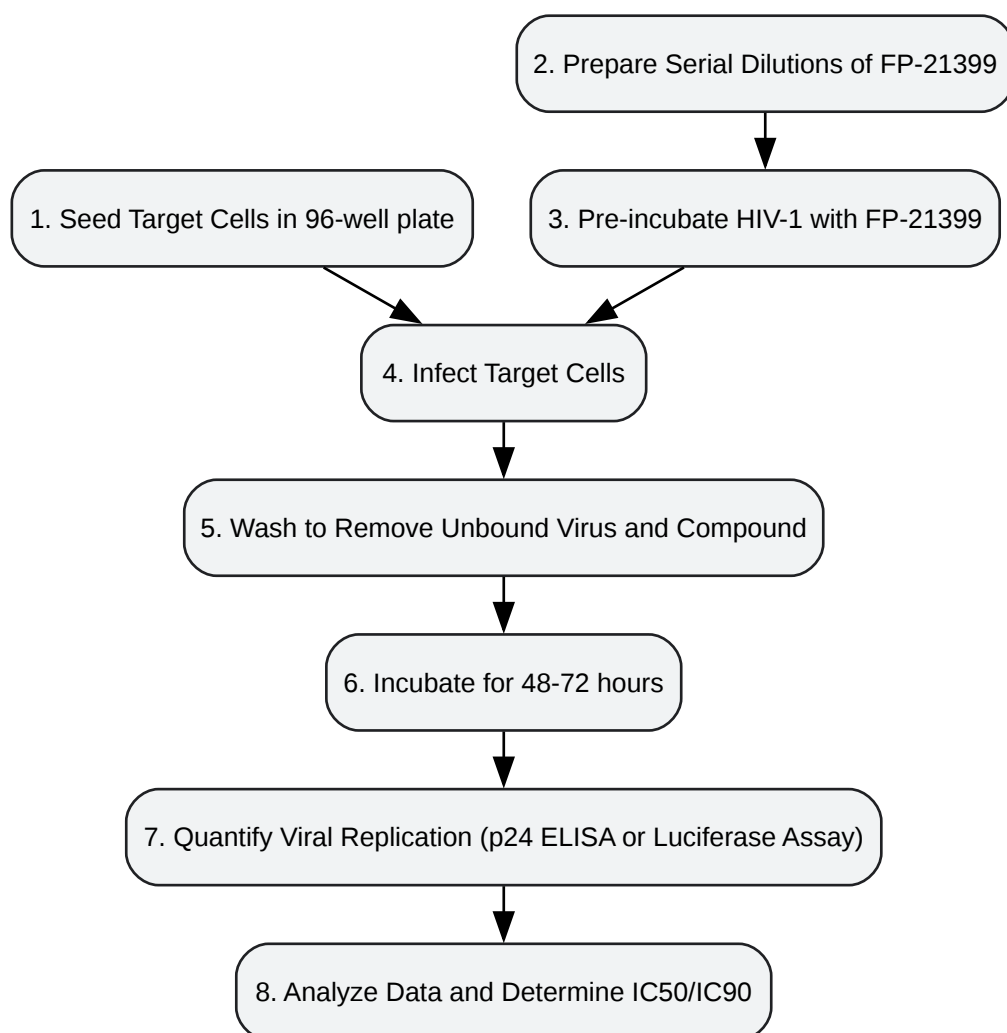 2. Prepare Serial Dilutions of FP-21399
1. Seed Target Cells in 96-well plate
3. Pre-incubate HIV-1 with FP-21399
4. Infect Target Cells
5. Wash to Remove Unbound Virus and Compound
6. Incubate for 48-72 hours
7. Quantify Viral Replication (p24 ELISA or Luciferase Assay)
8. Analyze Data and Determine IC50/IC90